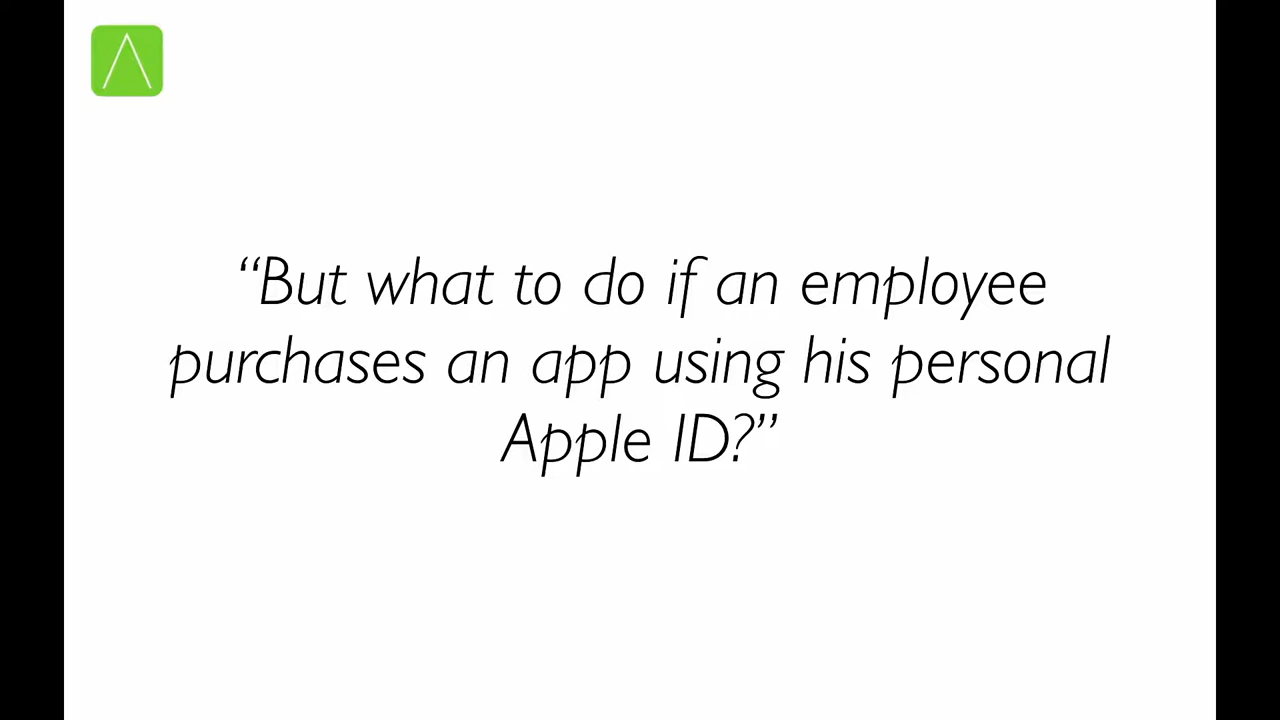 “But what to do if an employee
purchases an app using his personal
Apple ID?”